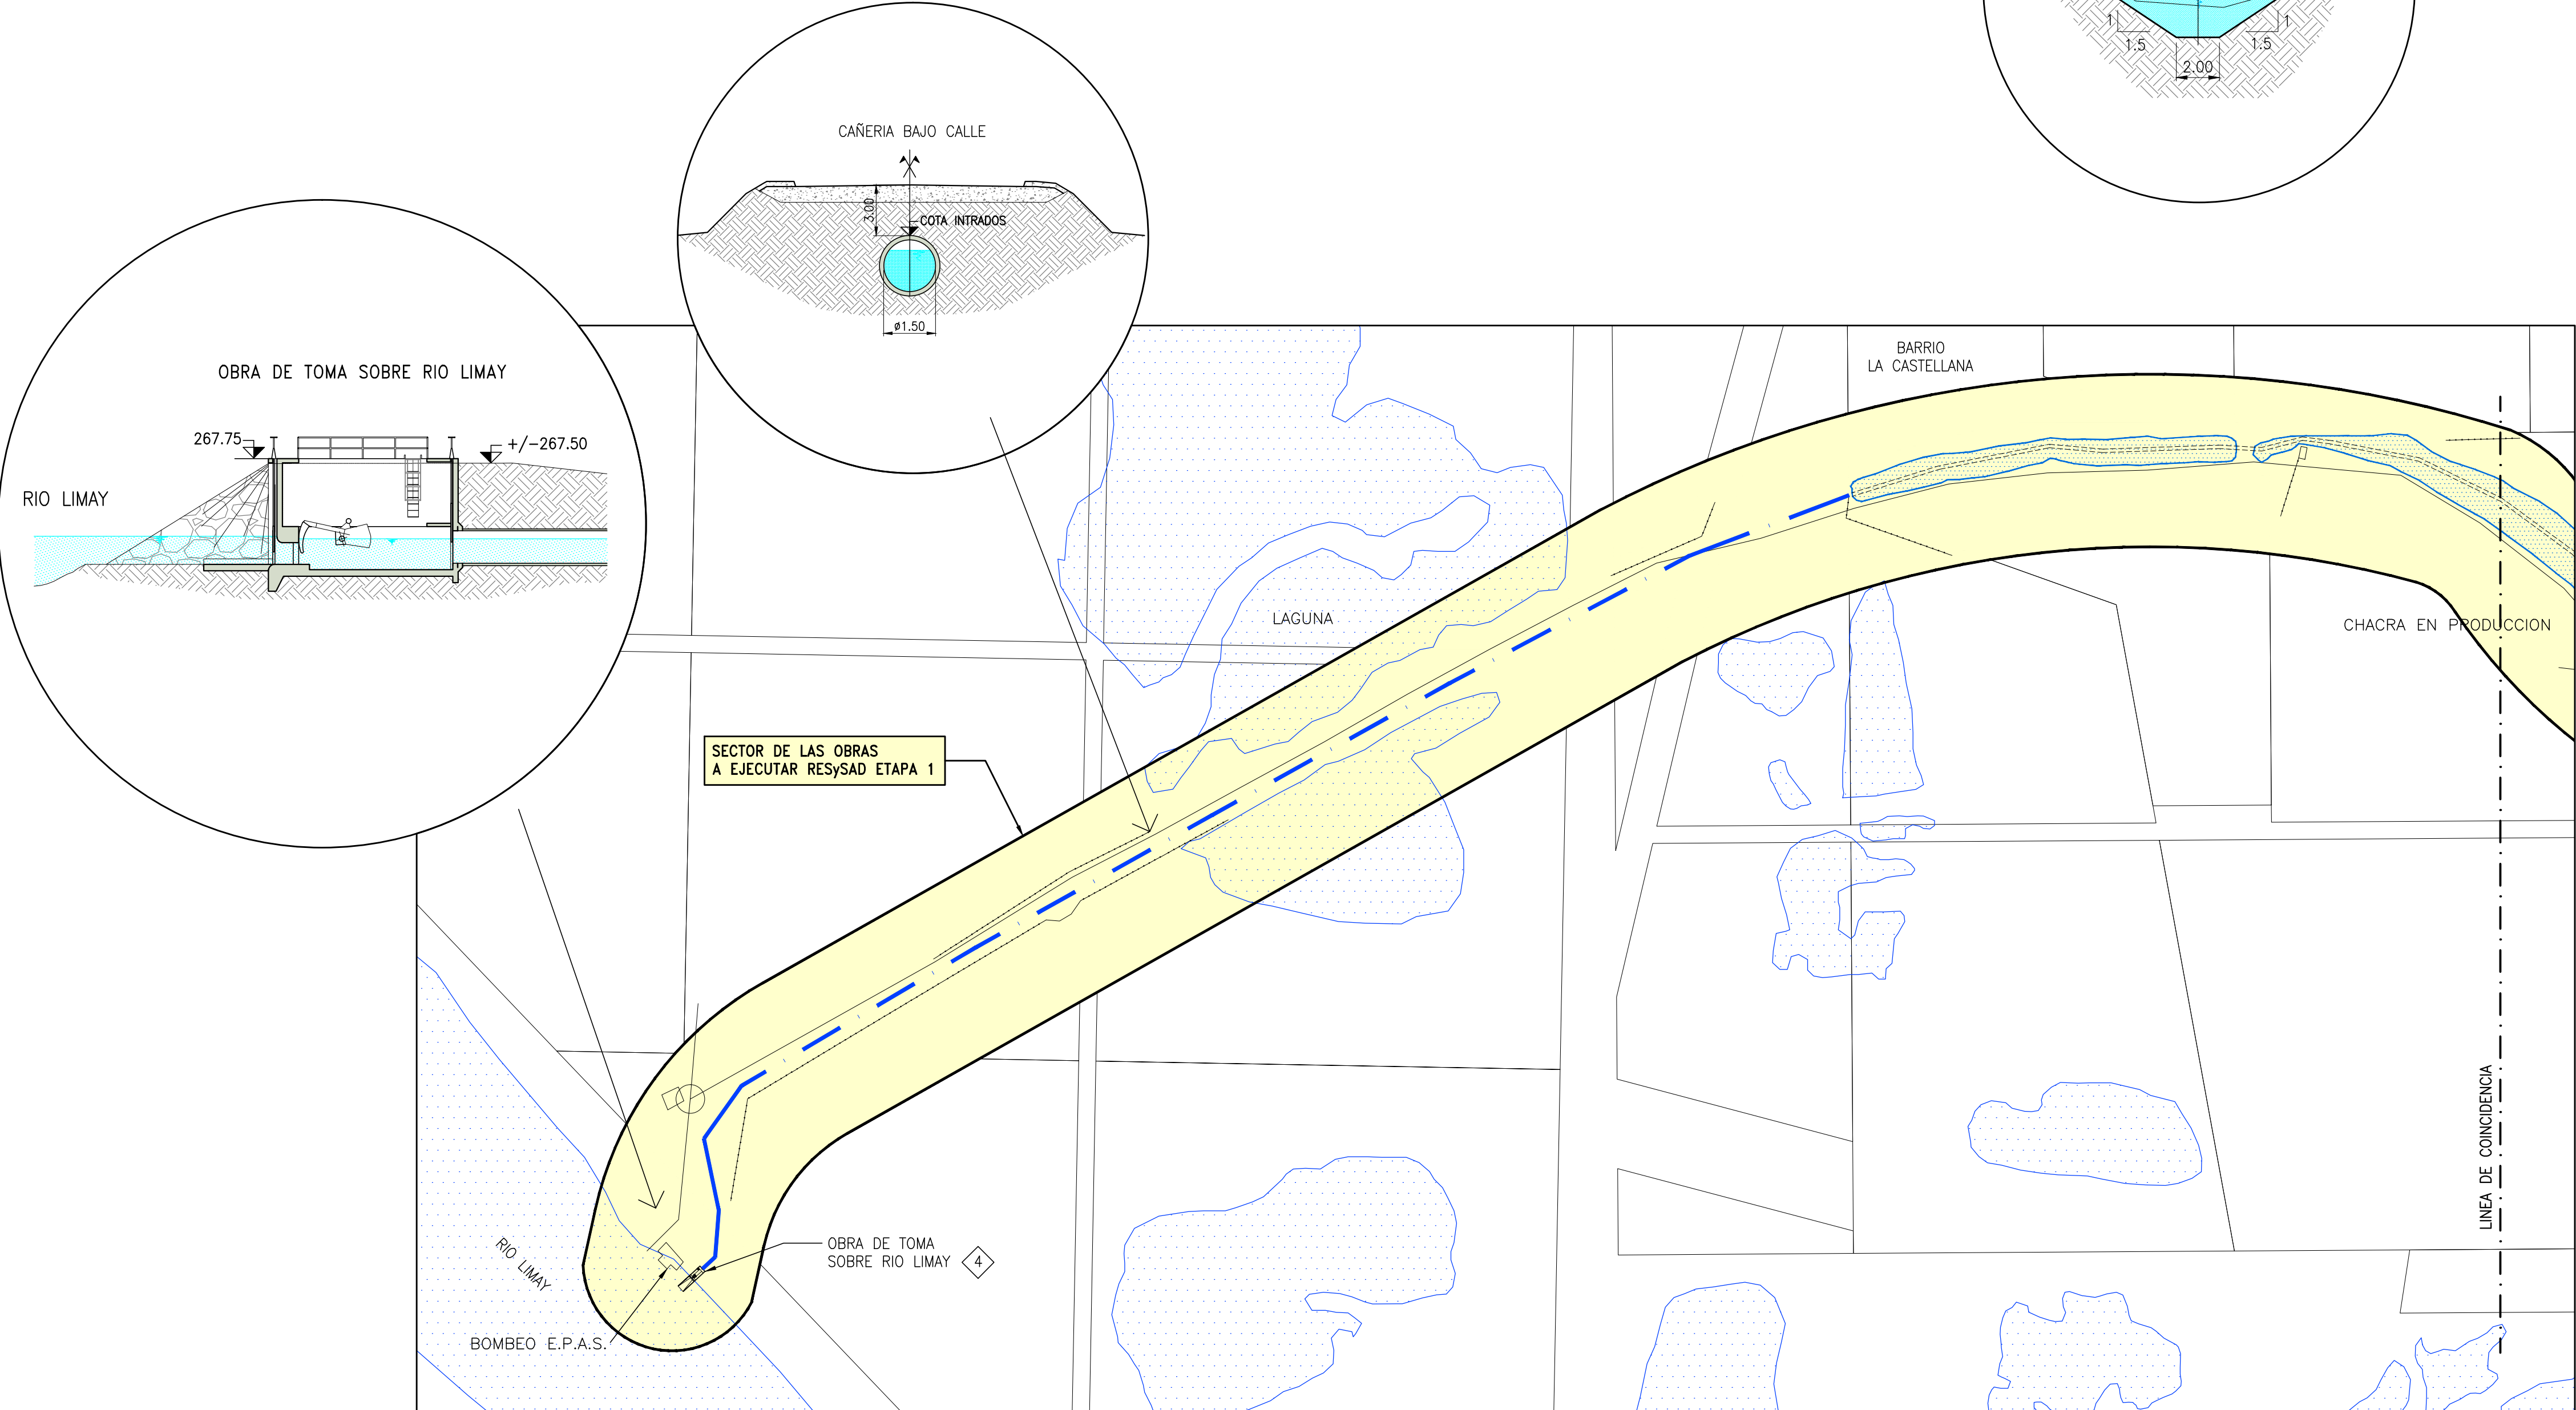 1
1.5
1
1.5
2.00
CAÑERIA BAJO CALLE
3.00
COTA INTRADOS
ø1.50
OBRA DE TOMA SOBRE RIO LIMAY
267.75
+/-267.50
RIO LIMAY
BARRIO
LA CASTELLANA
LAGUNA
CHACRA EN PRODUCCION
SECTOR DE LAS OBRAS
A EJECUTAR RESySAD ETAPA 1
LINEA DE COINCIDENCIA
RIO LIMAY
OBRA DE TOMA
SOBRE RIO LIMAY 4
BOMBEO E.P.A.S.